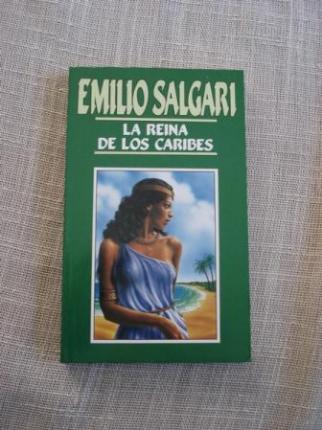 EMILIO SALGARI
LA REINA
DE LOS CARIBES